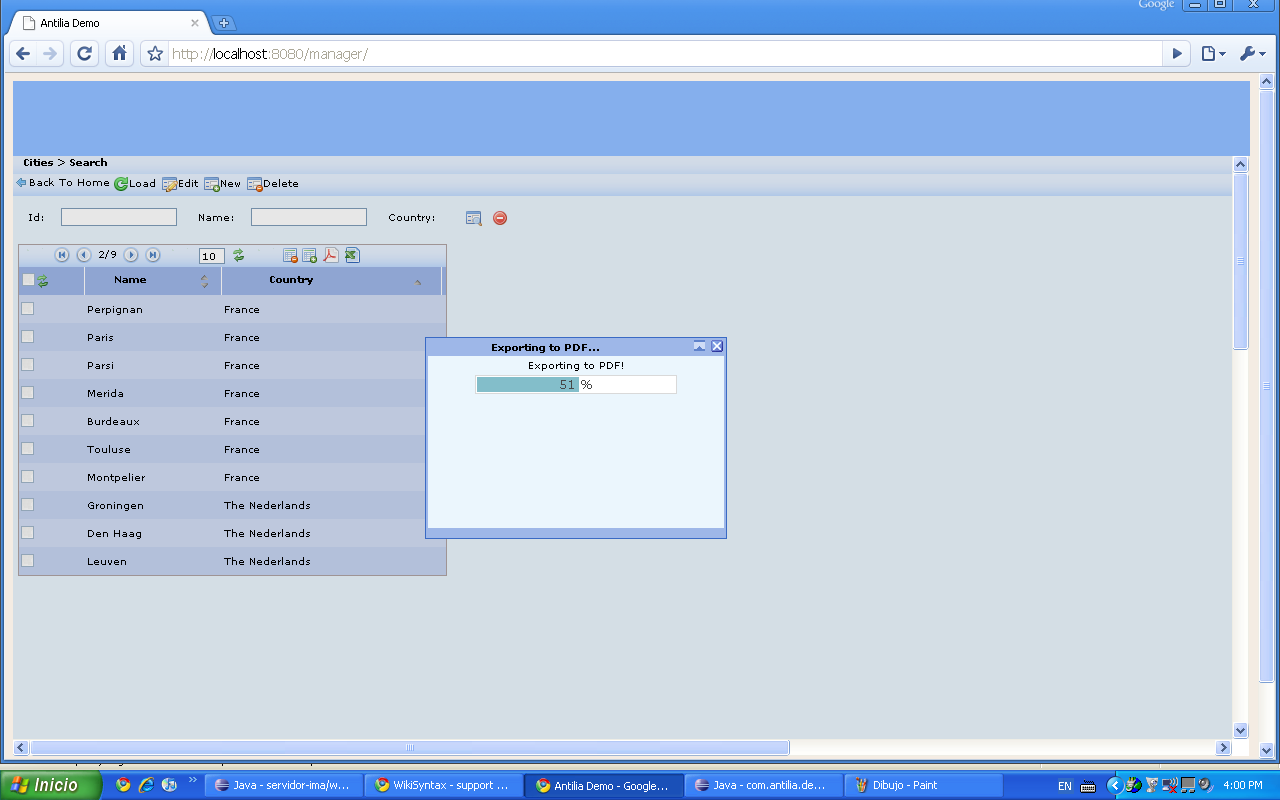 Google
Antilia Demo
http://localhost:8080/manager/
Cities > Search
Back To Home Load Edit New Delete
Id: Name: Country:
2/9 10
Name Country
Perpignan France
Paris France
Parsi France
Merida France
Burdeaux France
Touluse France
Montpelier France
Groningen The Nederlands
Den Haag The Nederlands
Leuven The Nederlands
Exporting to PDF...
Exporting to PDF!
51 %
Inicio Java - servidor-ima/w... WikiSyntax - support ... Antilia Demo - Google... Java - com.antilia.de... Dibujo - Paint EN 4:00 PM